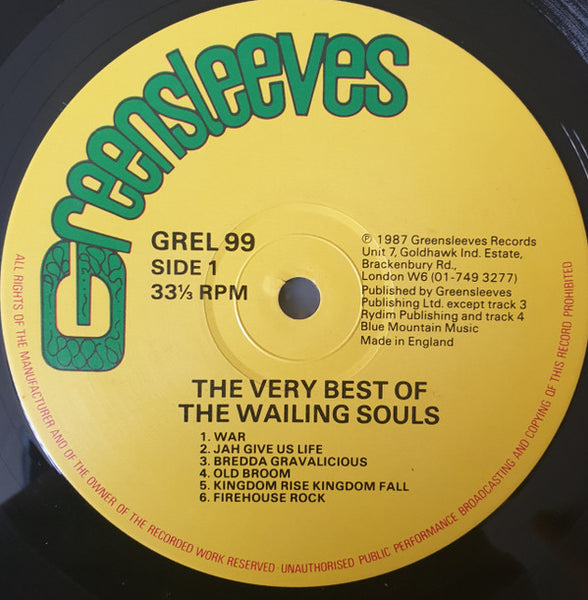 Greensleeves
GREL 99
SIDE 1
33⅓ RPM
℗ 1987 Greensleeves Records
Unit 7, Goldhawk Ind. Estate,
Brackenbury Rd.,
London W6 (01-749 3277)
Published by Greensleeves
Publishing Ltd. except track 3
Rydim Publishing and track 4
Blue Mountain Music
Made in England
THE VERY BEST OF
THE WAILING SOULS
1. WAR
2. JAH GIVE US LIFE
3. BREDDA GRAVALICIOUS
4. OLD BROOM
5. KINGDOM RISE KINGDOM FALL
6. FIREHOUSE ROCK
ALL RIGHTS OF THE MANUFACTURER AND OF THE OWNER OF THE RECORDED WORK RESERVED · UNAUTHORISED PUBLIC PERFORMANCE BROADCASTING AND COPYING OF THIS RECORD PROHIBITED